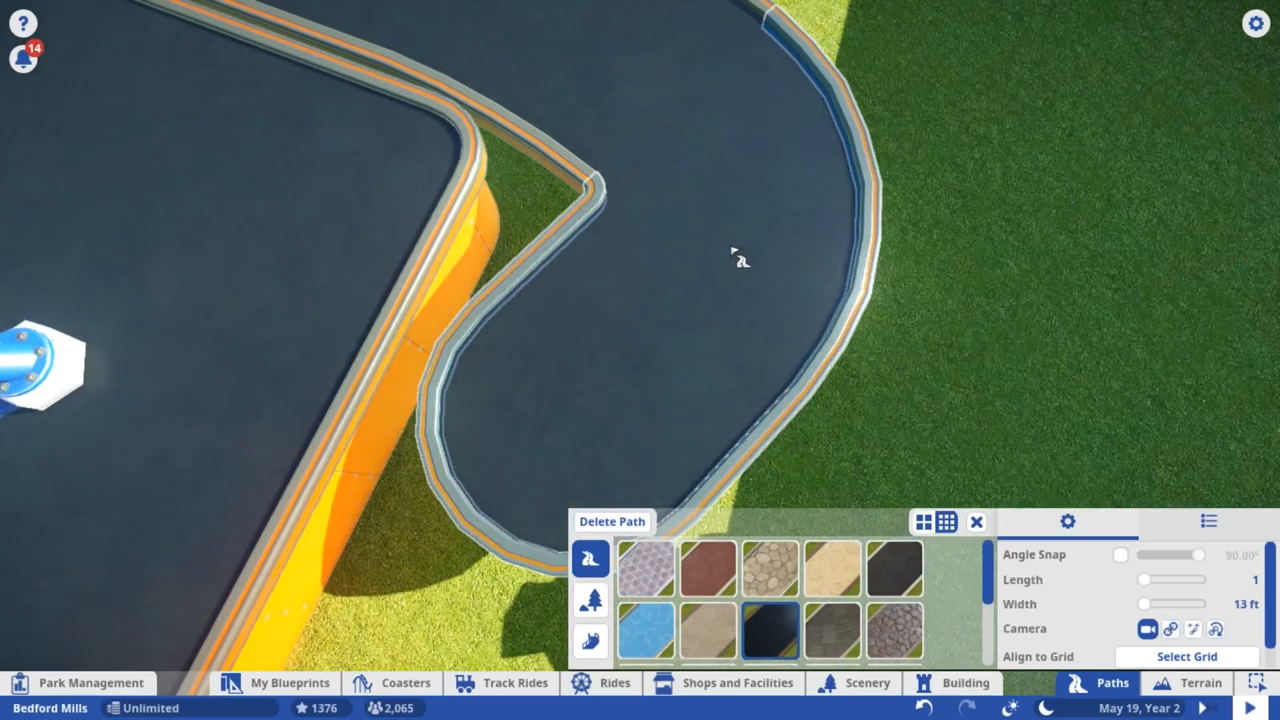 ?
14
Delete Path
Angle Snap 90.00°
Length 1
Width 13 ft
Camera
Align to Grid Select Grid
Park Management My Blueprints Coasters Track Rides Rides Shops and Facilities Scenery Building Paths Terrain
Bedford Mills Unlimited 1376 2,065 May 19, Year 2